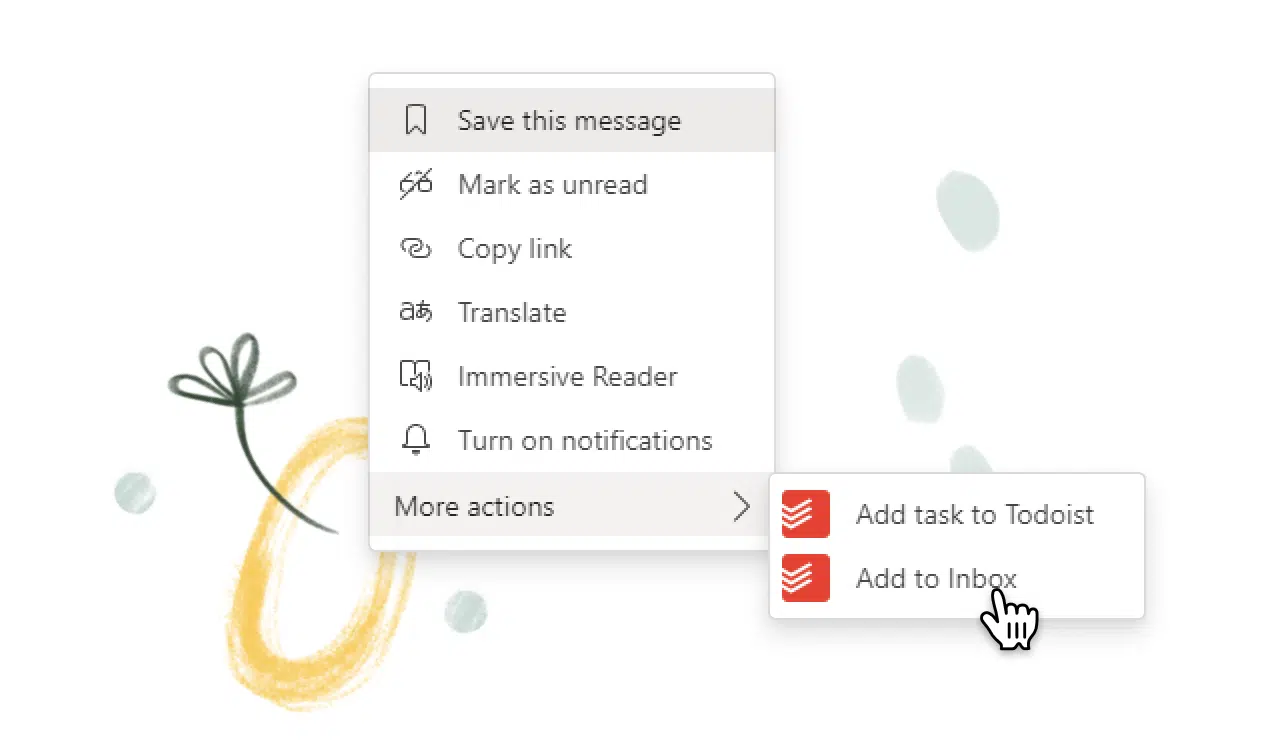 Save this message
Mark as unread
Copy link
Translate
Immersive Reader
Turn on notifications
More actions
Add task to Todoist
Add to Inbox